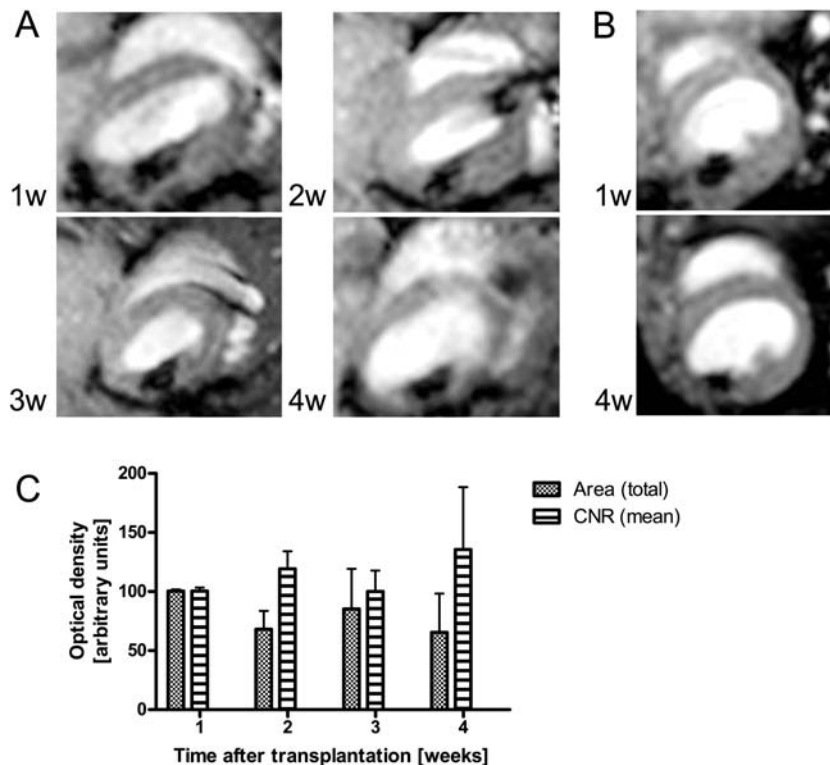 A
B
1w
2w
1w
3w
4w
4w
C
200
150
100
50
0
Optical density
[arbitrary units]
1
2
3
4
Time after transplantation [weeks]
Area (total)
CNR (mean)